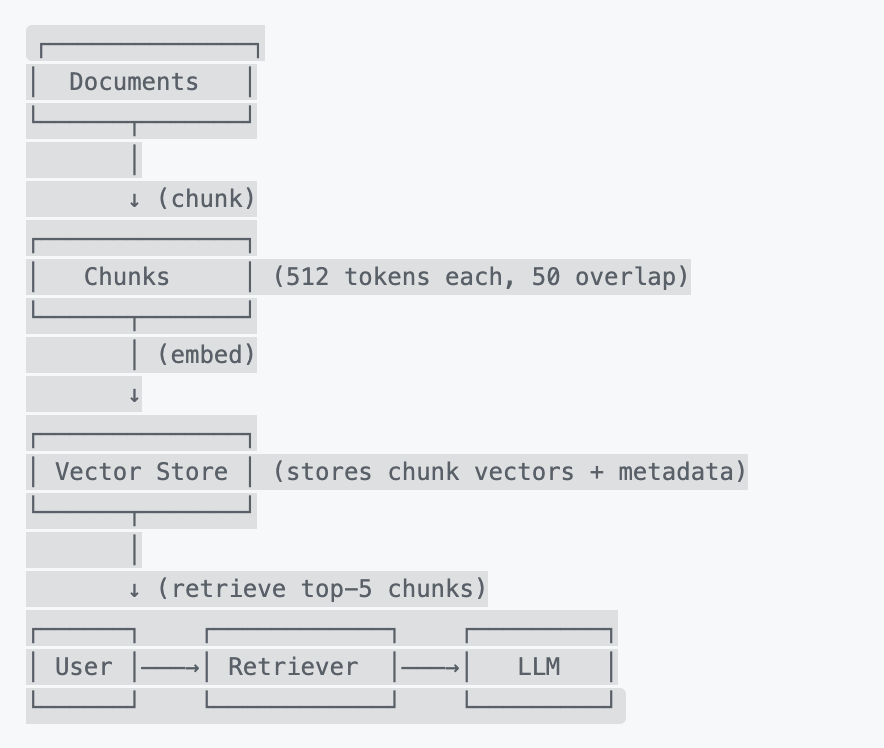 Documents
↓ (chunk)
Chunks (512 tokens each, 50 overlap)
(embed)
↓
Vector Store (stores chunk vectors + metadata)
↓ (retrieve top-5 chunks)
User → Retriever → LLM